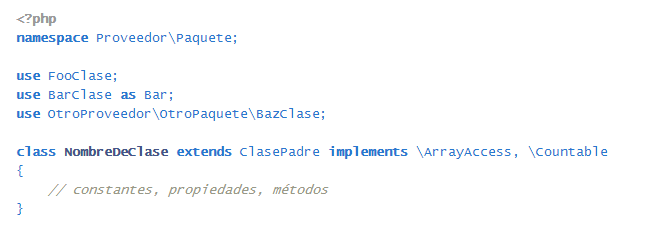 <?php
namespace Proveedor\Paquete;
use FooClase;
use BarClase as Bar;
use OtroProveedor\OtroPaquete\BazClase;
class NombreDeClase extends ClasePadre implements \ArrayAccess, \Countable
{
// constantes, propiedades, métodos
}